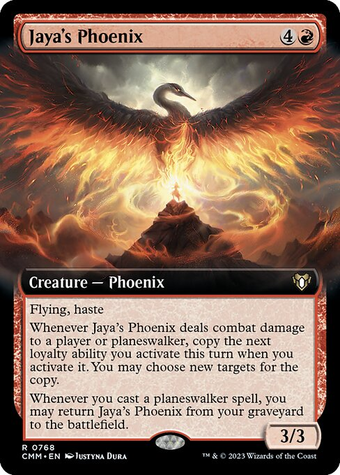 Jaya's Phoenix 4
Creature — Phoenix
Flying, haste
Whenever Jaya's Phoenix deals combat damage
to a player or planeswalker, copy the next
loyalty ability you activate this turn when you
activate it. You may choose new targets for
the copy.
Whenever you cast a planeswalker spell, you
may return Jaya's Phoenix from your graveyard
to the battlefield.
3/3
R 0768
CMM • EN Justyna Dura ™ & © 2023 Wizards of the Coast